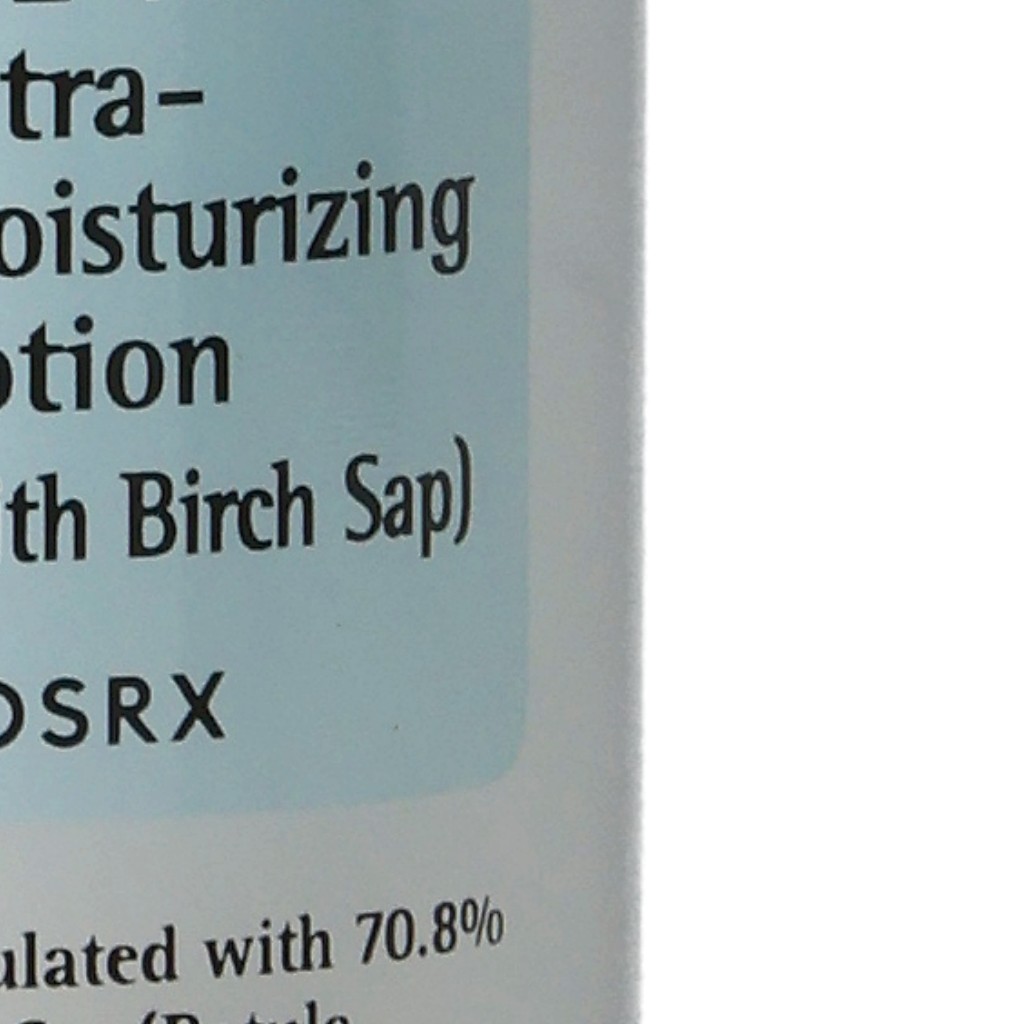 tra-
oisturizing
otion
th Birch Sap)
OSRX
ulated with 70.8%